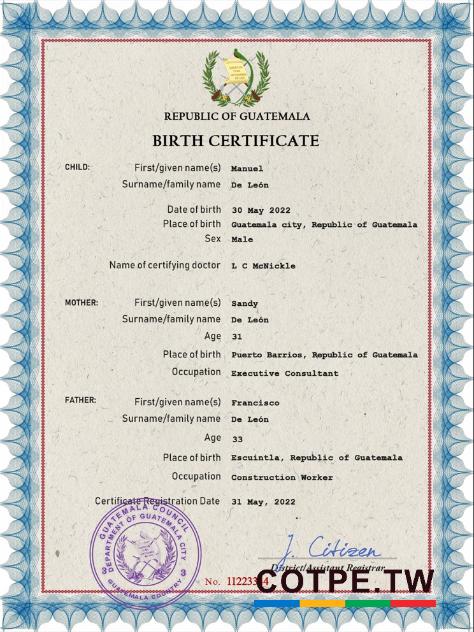 REPUBLIC OF GUATEMALA
BIRTH CERTIFICATE
CHILD: First/given name(s) Manuel
Surname/family name De León
Date of birth 30 May 2022
Place of birth Guatemala city, Republic of Guatemala
Sex Male
Name of certifying doctor L C McNickle
MOTHER: First/given name(s) Sandy
Surname/family name De León
Age 31
Place of birth Puerto Barrios, Republic of Guatemala
Occupation Executive Consultant
FATHER: First/given name(s) Francisco
Surname/family name De León
Age 33
Place of birth Escuintla, Republic of Guatemala
Occupation Construction Worker
Certificate Registration Date 31 May, 2022
GUATEMALA COUNCIL
DEPARTMENT OF GUATEMALA CITY
GUATEMALA COUNTRY
J. Citizen
District/Assistant Registrar
No. 11223344
COTPE.TW